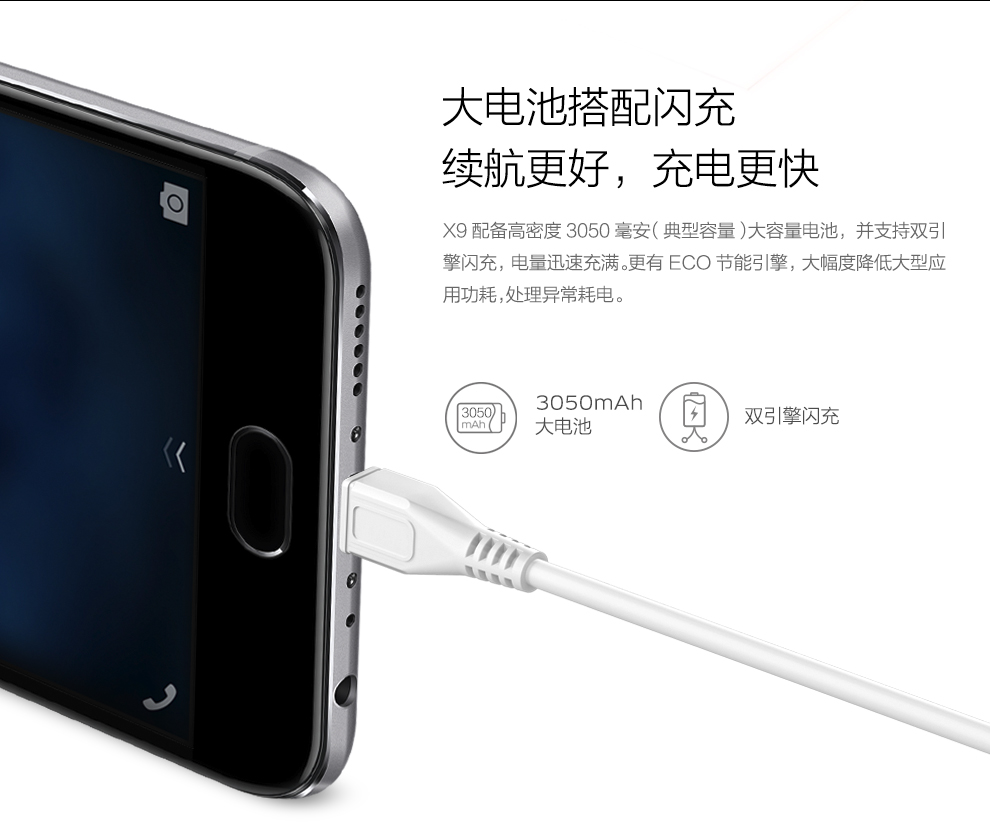 大电池搭配闪充
续航更好，充电更快
X9 配备高密度 3050 毫安（典型容量）大容量电池，并支持双引
擎闪充，电量迅速充满。更有 ECO 节能引擎，大幅度降低大型应
用功耗，处理异常耗电。
3050
mAh
3050mAh
大电池
双引擎闪充